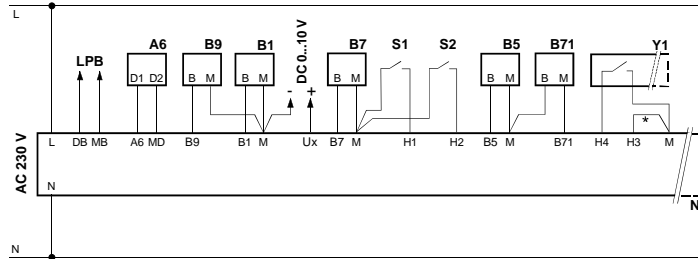 L
LPB A6 B9 B1 DC 0...10 V B7 S1 S2 B5 B71 Y1
D1 D2 B M B M - + B M B M B M
AC 230 V
L DB MB A6 MD B9 B1 M Ux B7 M H1 H2 B5 M B71 H4 H3 * M
N
N
N